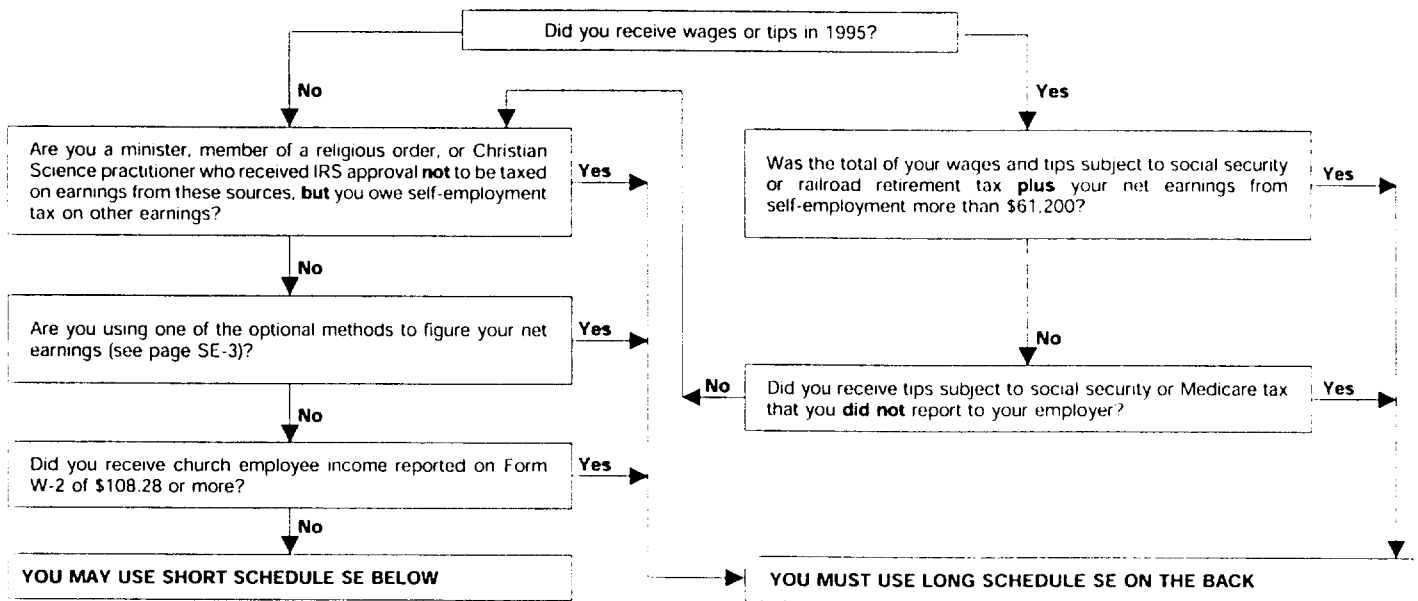 Did you receive wages or tips in 1995?
No
Yes
Are you a minister, member of a religious order, or Christian
Science practitioner who received IRS approval not to be taxed
on earnings from these sources, but you owe self-employment
tax on other earnings?
Yes
Was the total of your wages and tips subject to social security
or railroad retirement tax plus your net earnings from
self-employment more than $61,200?
Yes
No
Are you using one of the optional methods to figure your net
earnings (see page SE-3)?
Yes
No
No
Did you receive tips subject to social security or Medicare tax
that you did not report to your employer?
Yes
No
Did you receive church employee income reported on Form
W-2 of $108.28 or more?
Yes
No
YOU MAY USE SHORT SCHEDULE SE BELOW
YOU MUST USE LONG SCHEDULE SE ON THE BACK